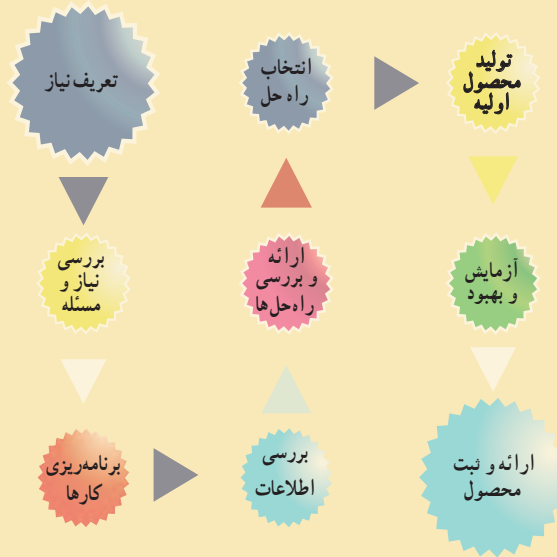 تعریف نیاز
بررسی
نیاز و
مسئله
برنامه‌ریزی
کارها
بررسی
اطلاعات
ارائه
و بررسی
راه‌حل‌ها
انتخاب
راه حل
تولید
محصول
اولیه
آزمایش
و بهبود
ارائه و ثبت
محصول